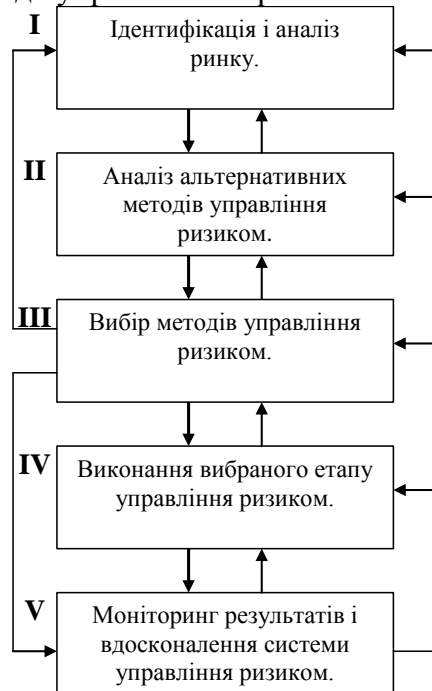 I
Ідентифікація і аналіз
ринку.
II
Аналіз альтернативних
методів управління
ризиком.
III
Вибір методів управління
ризиком.
IV
Виконання вибраного етапу
управління ризиком.
V
Моніторинг результатів і
вдосконалення системи
управління ризиком.